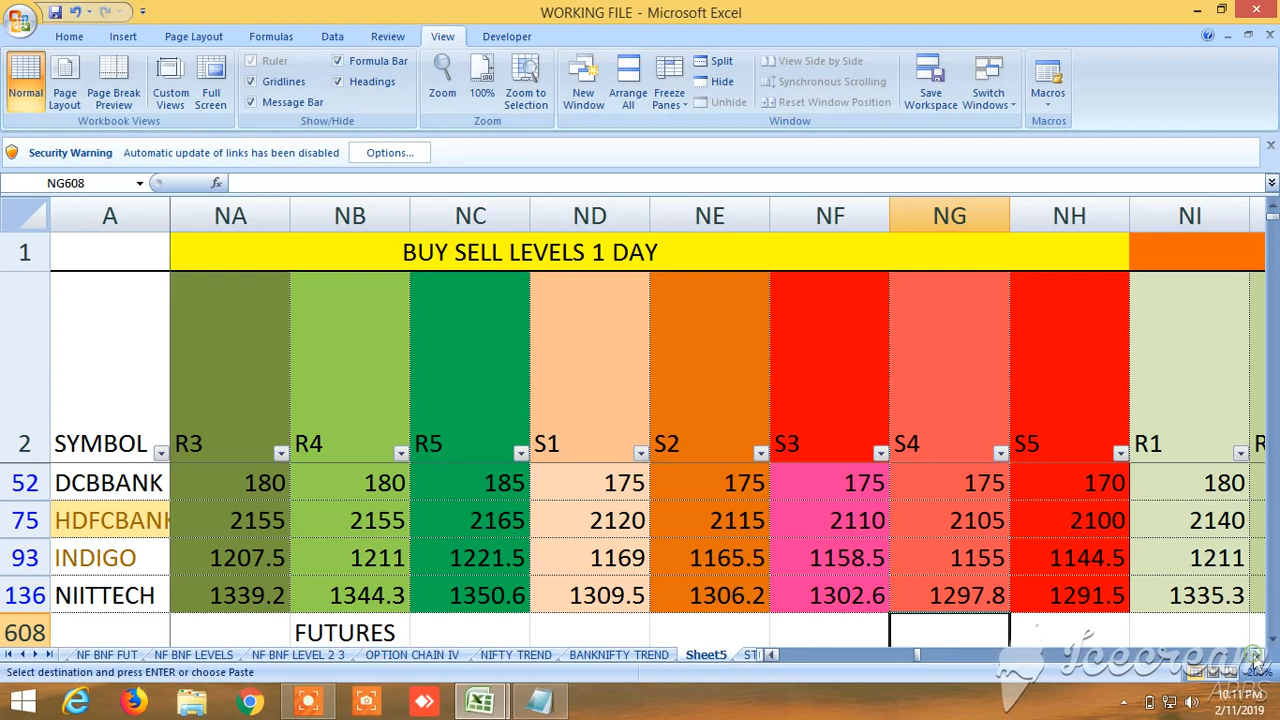 WORKING FILE - Microsoft Excel
Home Insert Page Layout Formulas Data Review View Developer
Normal Page Layout Page Break Preview Custom Views Full Screen
Workbook Views
Ruler Formula Bar
Gridlines Headings
Message Bar
Show/Hide
Zoom 100% Zoom to Selection
Zoom
New Window Arrange All Freeze Panes
Split View Side by Side
Hide Synchronous Scrolling
Unhide Reset Window Position
Window
Save Workspace Switch Windows
Macros
Macros
Security Warning Automatic update of links has been disabled Options...
NG608 fx
A NA NB NC ND NE NF NG NH NI
1 BUY SELL LEVELS 1 DAY
2 SYMBOL R3 R4 R5 S1 S2 S3 S4 S5 R1
52 DCBBANK 180 180 185 175 175 175 175 170 180
75 HDFCBANK 2155 2155 2165 2120 2115 2110 2105 2100 2140
93 INDIGO 1207.5 1211 1221.5 1169 1165.5 1158.5 1155 1144.5 1211
136 NIITTECH 1339.2 1344.3 1350.6 1309.5 1306.2 1302.6 1297.8 1291.5 1335.3
608 FUTURES
NF BNF FUT NF BNF LEVELS NF BNF LEVEL 2 3 OPTION CHAIN IV NIFTY TREND BANKNIFTY TREND Sheet5 ST
Select destination and press ENTER or choose Paste 200%
Icecream
APPS
10:11 PM
2/11/2019